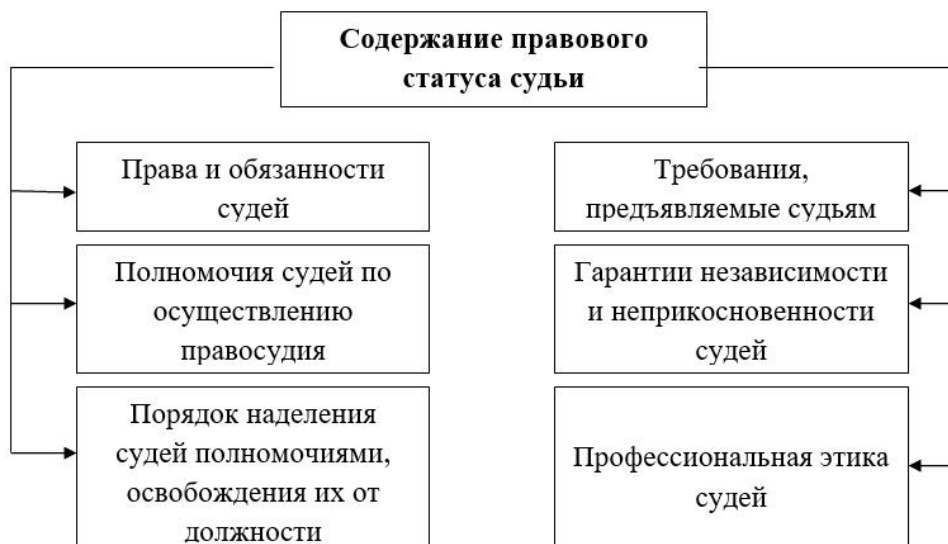 Содержание правового
статуса судьи
Права и обязанности
судей
Полномочия судей по
осуществлению
правосудия
Порядок наделения
судей полномочиями,
освобождения их от
должности
Требования,
предъявляемые судьям
Гарантии независимости
и неприкосновенности
судей
Профессиональная этика
судей